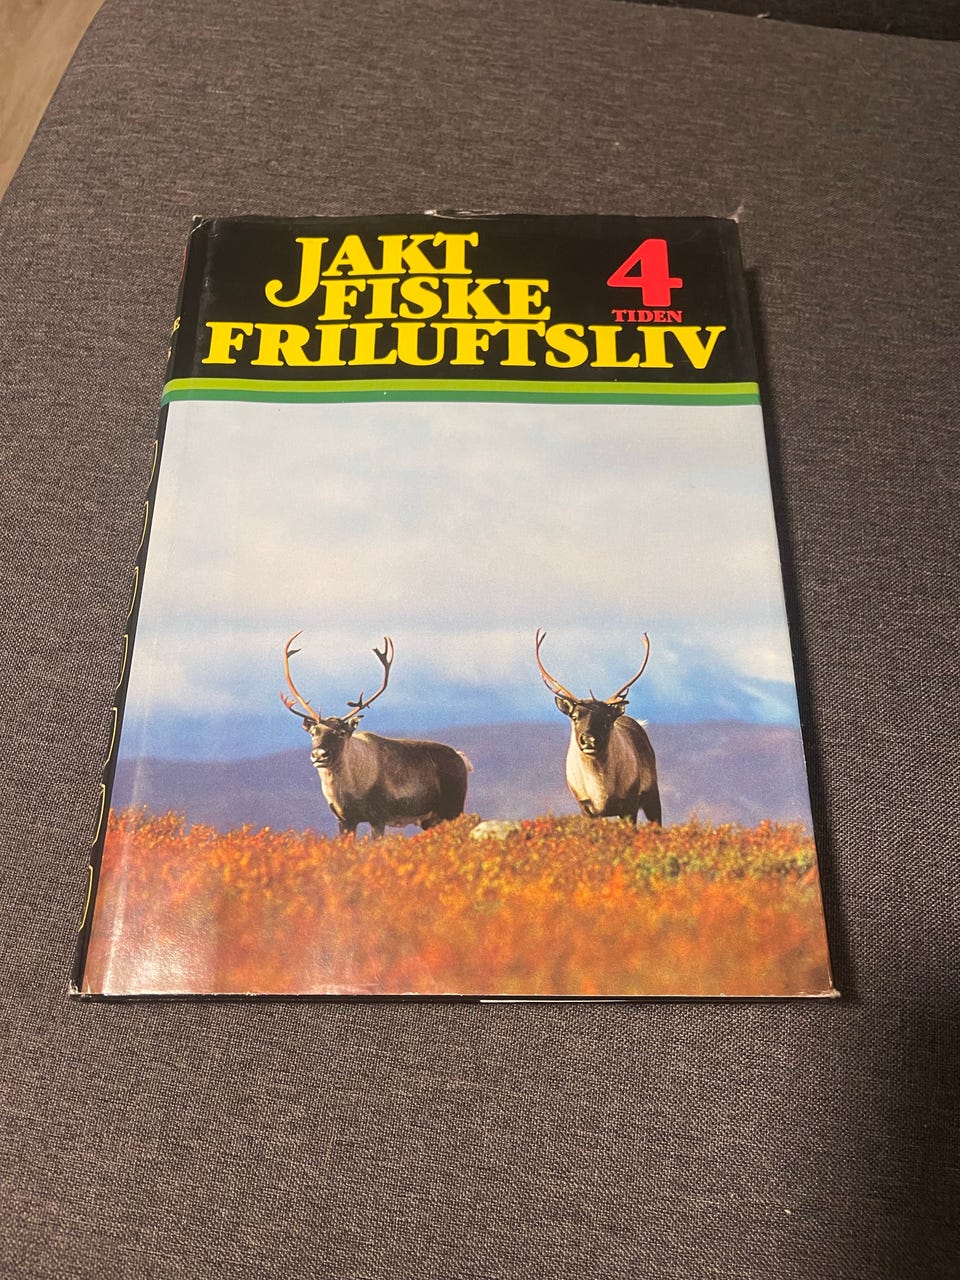 JAKT
FISKE
FRILUFTSLIV
4
TIDEN